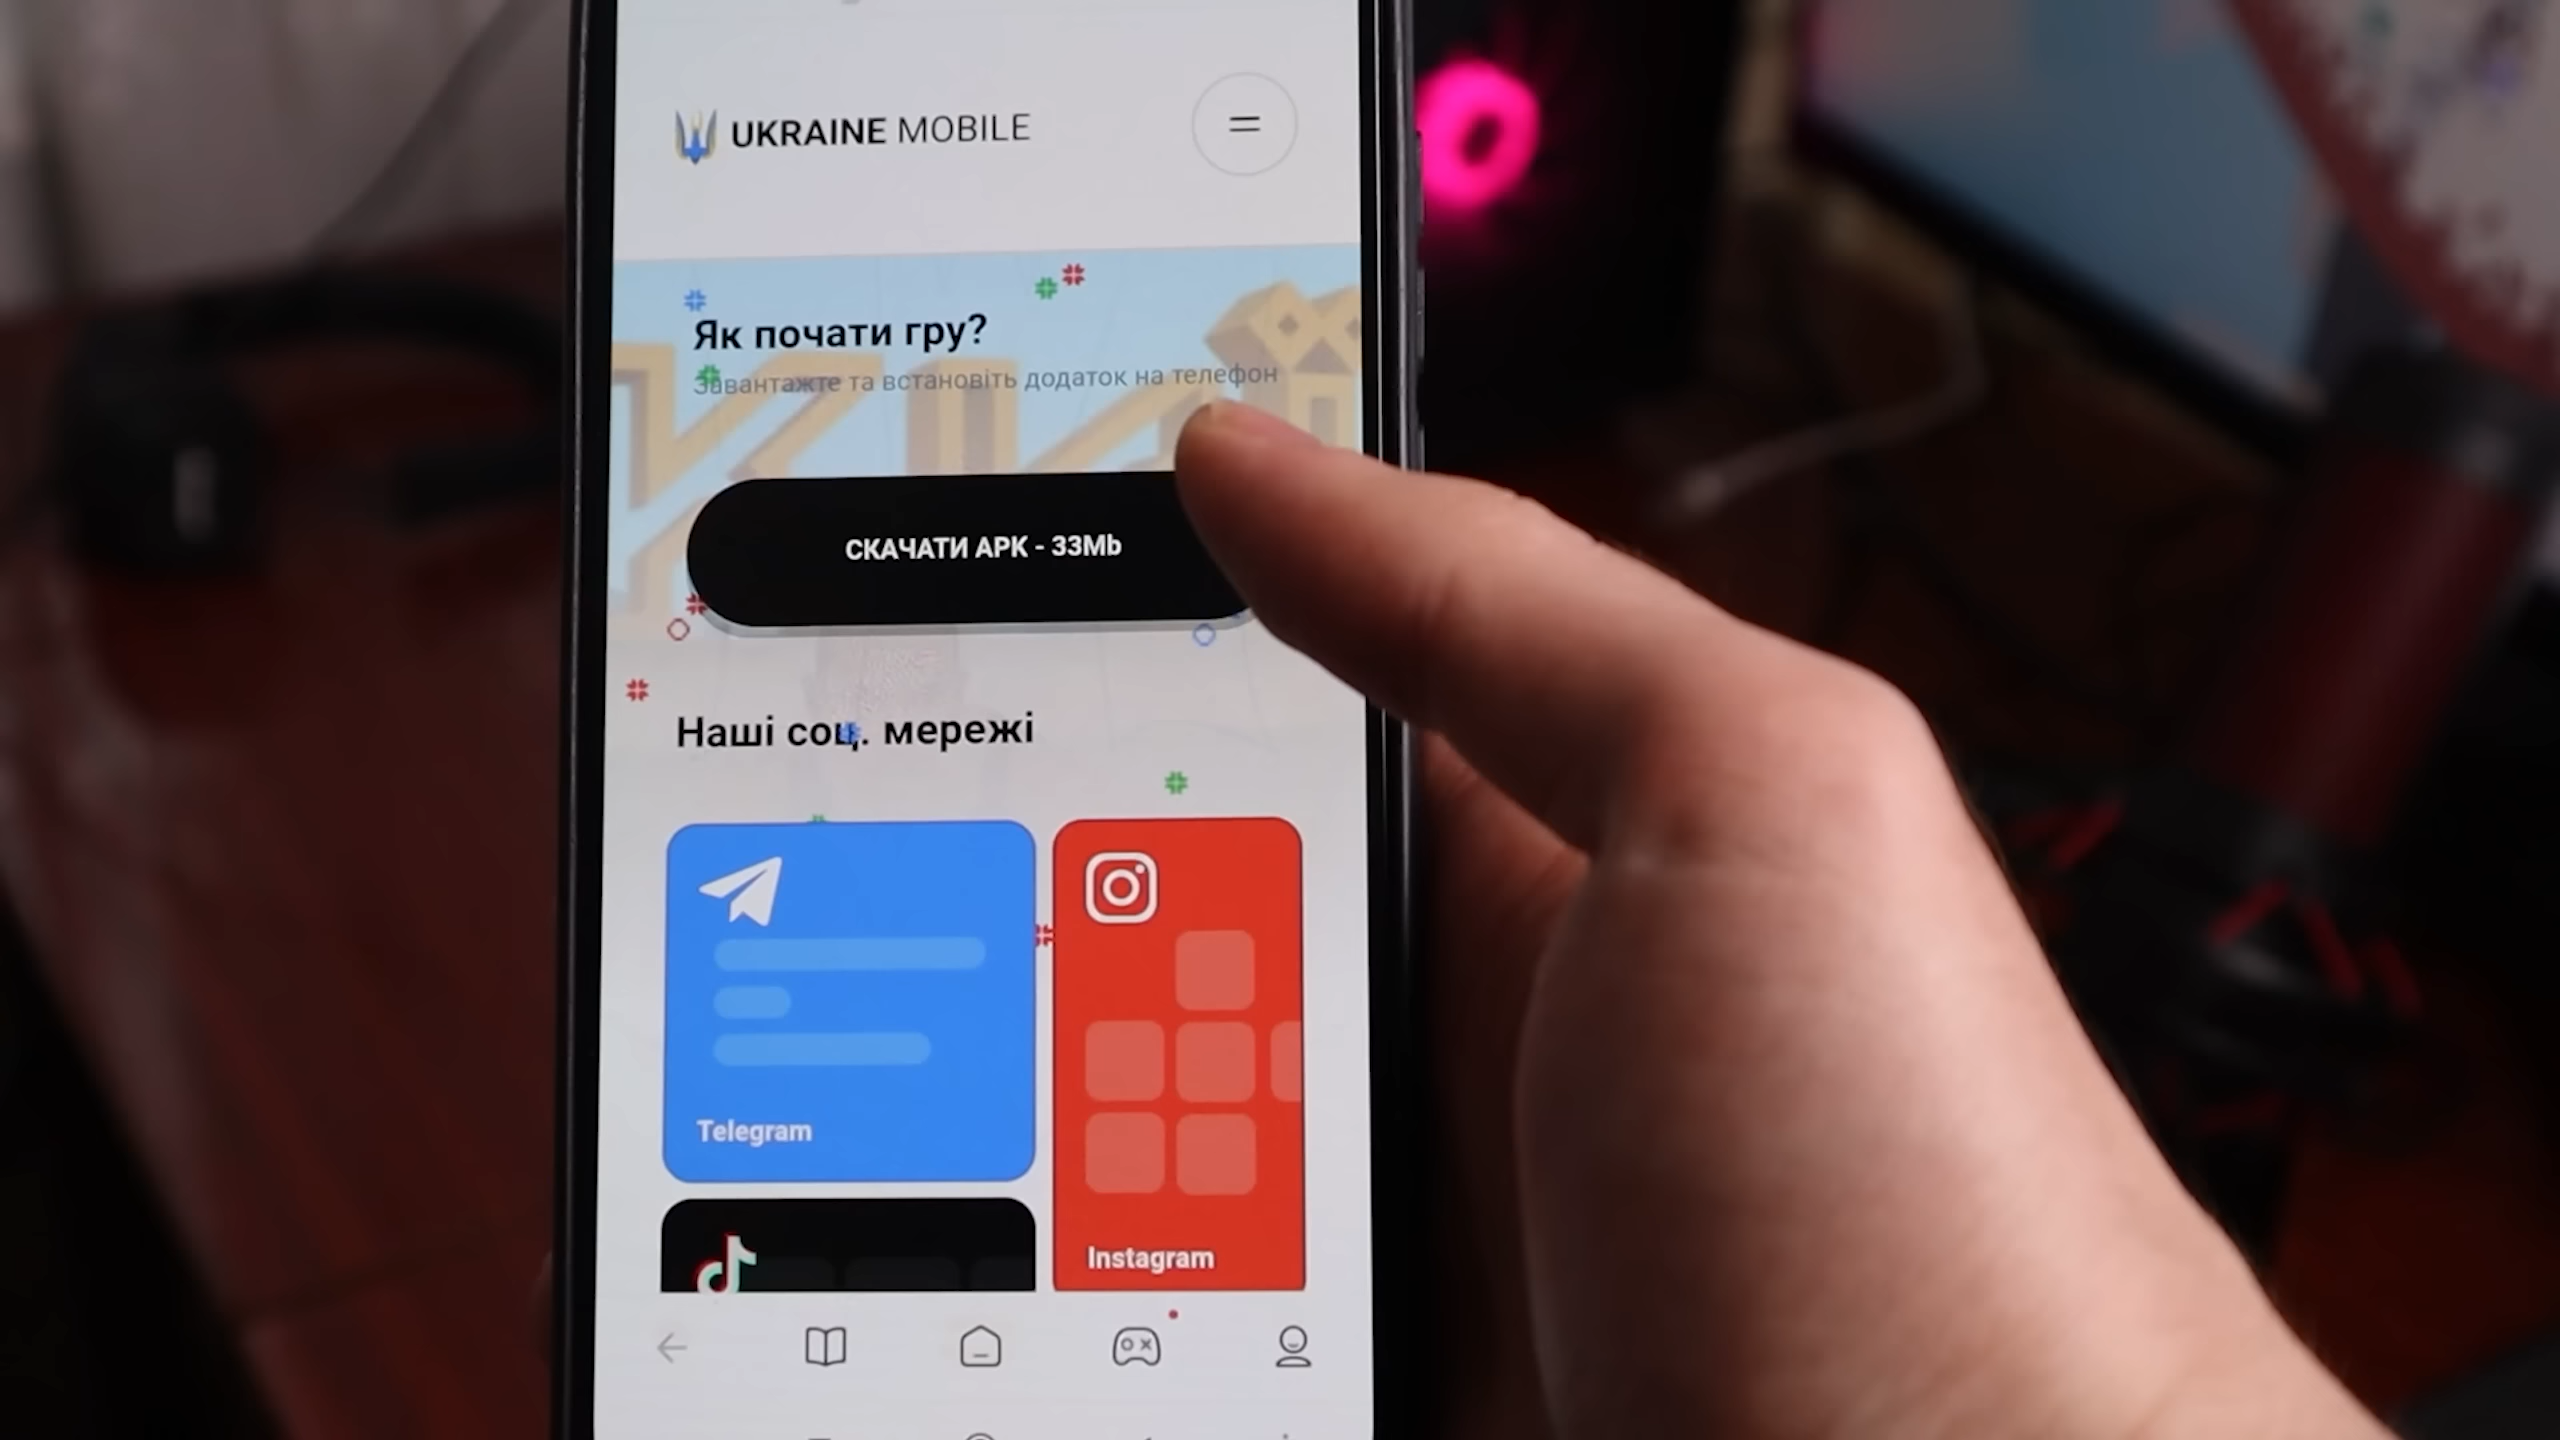 UKRAINE MOBILE
Як почати гру?
Завантажте та встановіть додаток на телефон
СКАЧАТИ APK - 33Mb
Наші соц. мережі
Telegram
Instagram